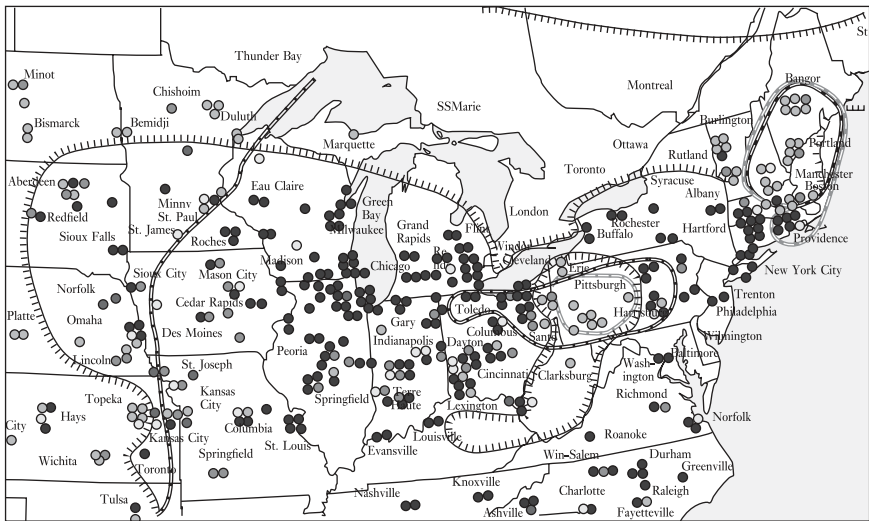 St
Thunder Bay
Minot
Montreal
Bangor
Chishoim
SSMarie
Bismarck
Bemidji
Duluth
Burlington
Marquette
Ottawa
Portland
Rutland
Toronto
Manchester
Aberdeen
Eau Claire
Syracuse
Boston
Minny
St. Paul
Green
Bay
Albany
Redfield
London
Milwaukee
Grand
Rapids
Flint
Rochester
St. James
Buffalo
Hartford
Sioux Falls
Roches
Windsor
Providence
Madison
Cleveland
Chicago
Erie
Sioux City
Mason City
New York City
Pittsburgh
Norfolk
Cedar Rapids
Trenton
Platte
Omaha
Gary
Toledo
Harrisburg
Philadelphia
Des Moines
Columbus
Sandu
Wilmington
Indianapolis
Dayton
Lincoln
Peoria
Baltimore
St. Joseph
Wash-
ington
Cincinnati
Clarksburg
Kansas
City
Terre
Haute
Topeka
Springfield
Richmond
Lexington
City
Hays
Norfolk
Columbia
Kansas City
St. Louis
Louisville
Roanoke
Evansville
Wichita
Springfield
Win-Salem
Durham
Toronto
Greenville
Knoxville
Nashville
Charlotte
Raleigh
Tulsa
Ashville
Fayetteville